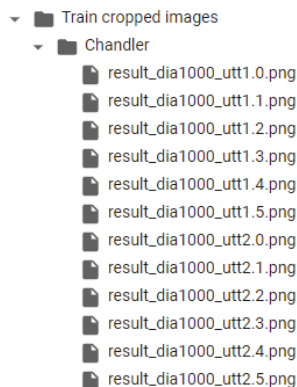 Train cropped images
Chandler
result_dia1000_utt1.0.png
result_dia1000_utt1.1.png
result_dia1000_utt1.2.png
result_dia1000_utt1.3.png
result_dia1000_utt1.4.png
result_dia1000_utt1.5.png
result_dia1000_utt2.0.png
result_dia1000_utt2.1.png
result_dia1000_utt2.2.png
result_dia1000_utt2.3.png
result_dia1000_utt2.4.png
result_dia1000_utt2.5.png